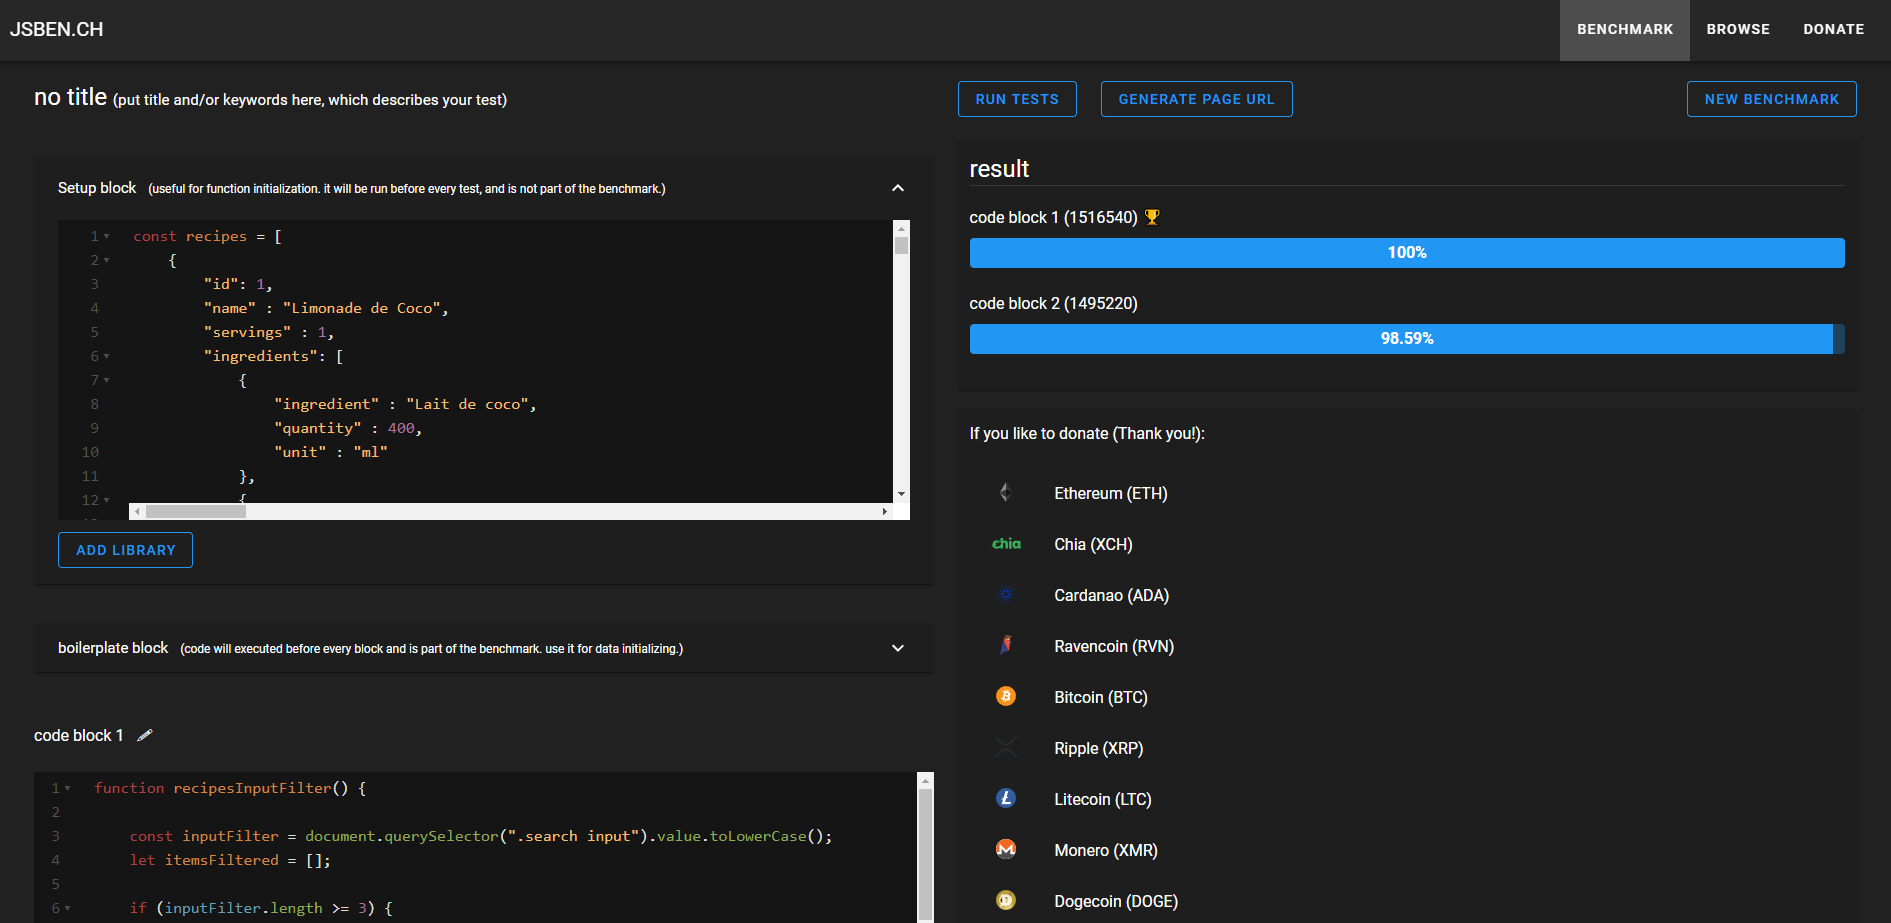 JSBEN.CH
BENCHMARK
BROWSE
DONATE
no title (put title and/or keywords here, which describes your test)
RUN TESTS
GENERATE PAGE URL
NEW BENCHMARK
Setup block (useful for function initialization. it will be run before every test, and is not part of the benchmark.)
1 const recipes = [
2 {
3 "id": 1,
4 "name" : "Limonade de Coco",
5 "servings" : 1,
6 "ingredients": [
7 {
8 "ingredient" : "Lait de coco",
9 "quantity" : 400,
10 "unit" : "ml"
11 },
12 {
ADD LIBRARY
boilerplate block (code will executed before every block and is part of the benchmark. use it for data initializing.)
code block 1
1 function recipesInputFilter() {
2
3 const inputFilter = document.querySelector(".search input").value.toLowerCase();
4 let itemsFiltered = [];
5
6 if (inputFilter.length >= 3) {
result
code block 1 (1516540)
100%
code block 2 (1495220)
98.59%
If you like to donate (Thank you!):
Ethereum (ETH)
chia Chia (XCH)
Cardanao (ADA)
Ravencoin (RVN)
Bitcoin (BTC)
Ripple (XRP)
Litecoin (LTC)
Monero (XMR)
Dogecoin (DOGE)